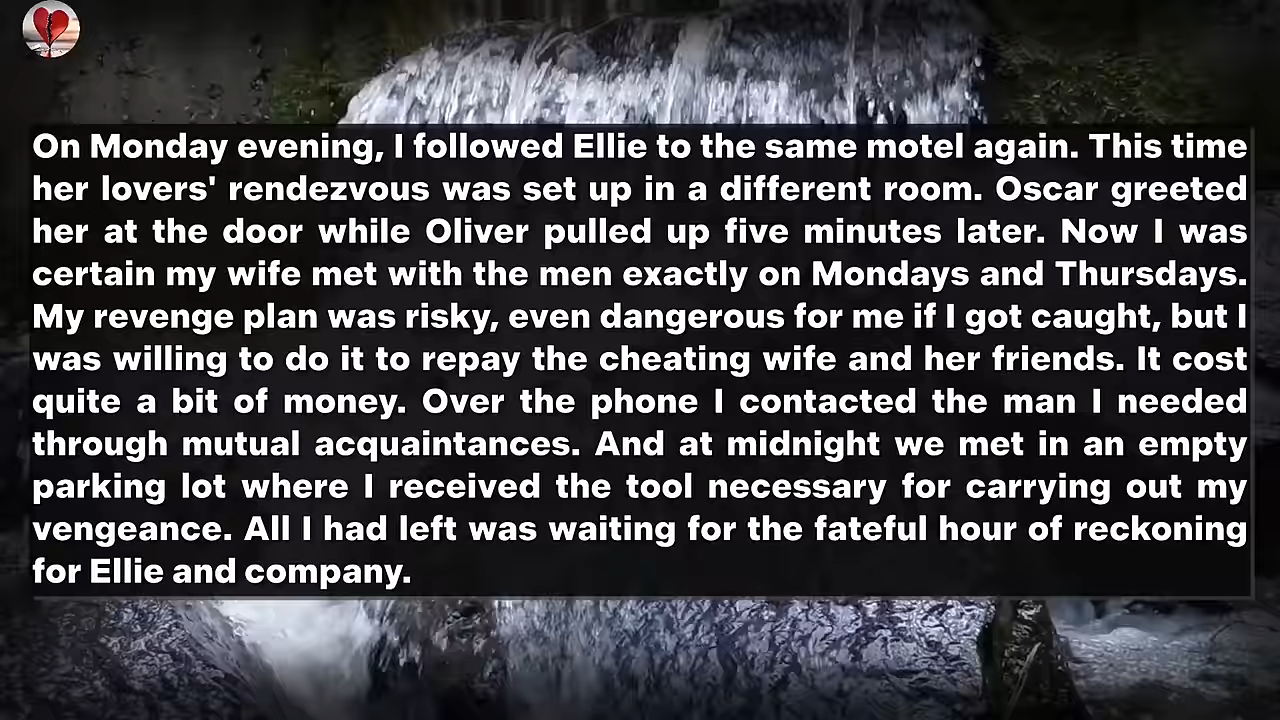 On Monday evening, I followed Ellie to the same motel again. This time
her lovers' rendezvous was set up in a different room. Oscar greeted
her at the door while Oliver pulled up five minutes later. Now I was
certain my wife met with the men exactly on Mondays and Thursdays.
My revenge plan was risky, even dangerous for me if I got caught, but I
was willing to do it to repay the cheating wife and her friends. It cost
quite a bit of money. Over the phone I contacted the man I needed
through mutual acquaintances. And at midnight we met in an empty
parking lot where I received the tool necessary for carrying out my
vengeance. All I had left was waiting for the fateful hour of reckoning
for Ellie and company.